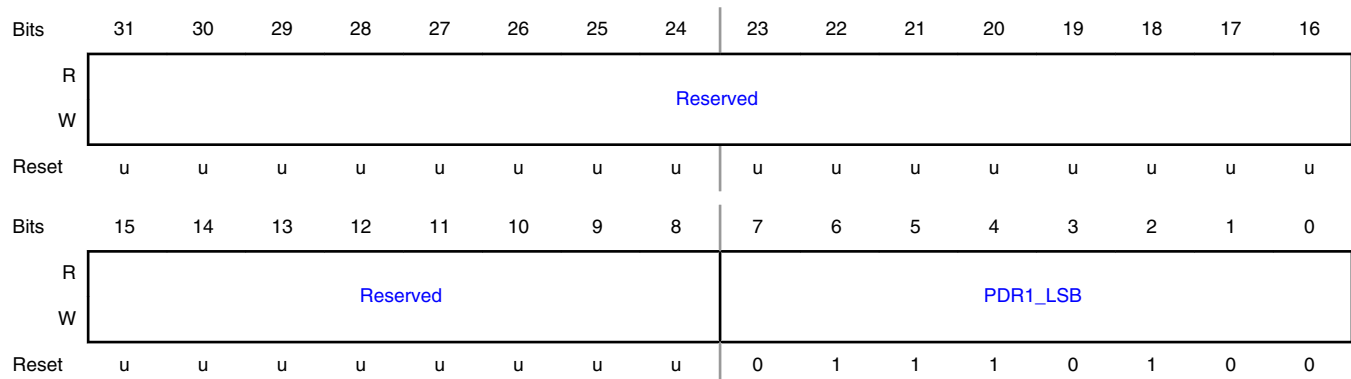 Bits 31 30 29 28 27 26 25 24 23 22 21 20 19 18 17 16
R
Reserved
W
Reset u u u u u u u u u u u u u u u u
Bits 15 14 13 12 11 10 9 8 7 6 5 4 3 2 1 0
R
Reserved PDR1_LSB
W
Reset u u u u u u u u 0 1 1 1 0 1 0 0